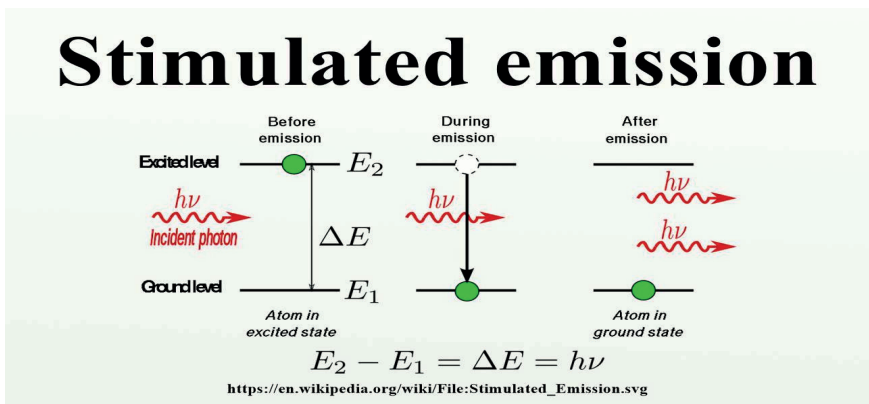 Stimulated emission
Before
emission
During
emission
After
emission
Excited level
E₂
hν
hν
hν
Incident photon
ΔE
hν
Ground level
E₁
Atom in
excited state
Atom in
ground state
E₂ − E₁ = ΔE = hν
https://en.wikipedia.org/wiki/File:Stimulated_Emission.svg